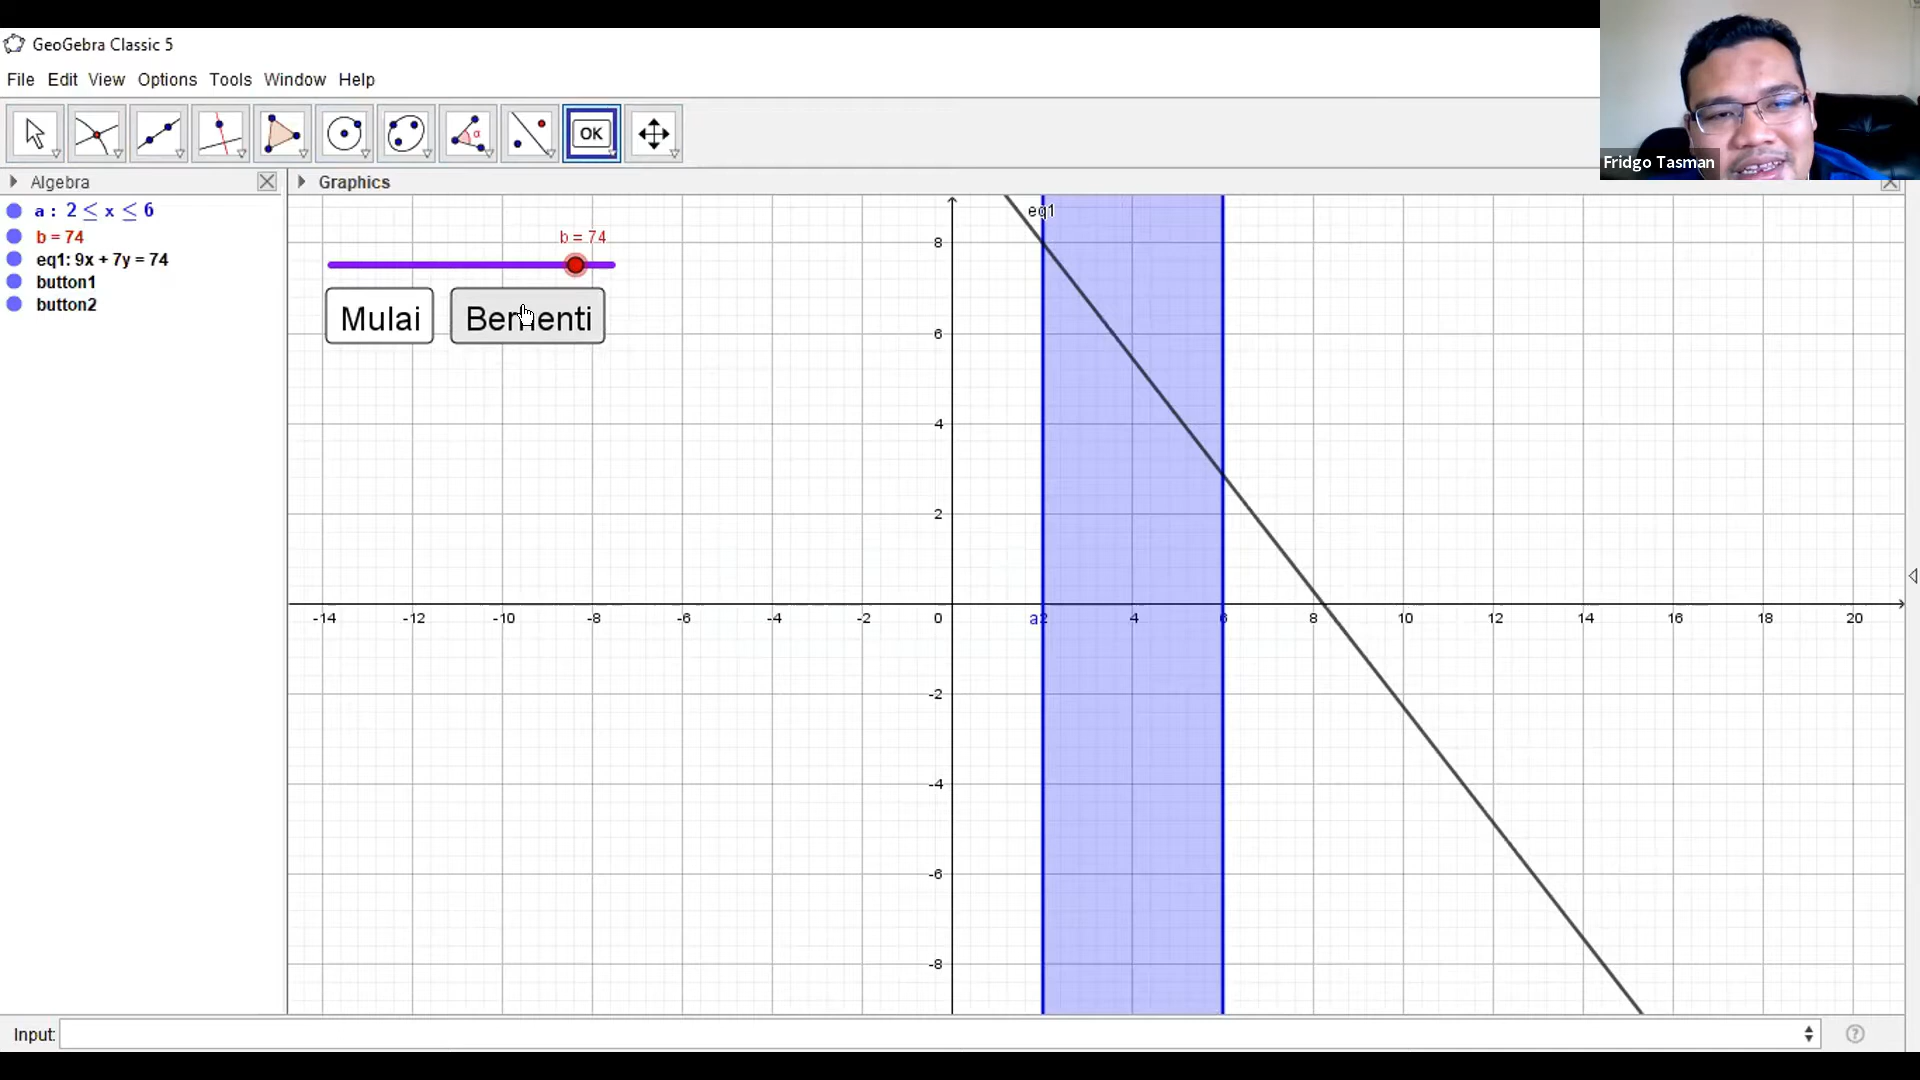 GeoGebra Classic 5
File Edit View Options Tools Window Help
α OK
Fridgo Tasman
Algebra
Graphics
a : 2 ≤ x ≤ 6
b = 74
eq1: 9x + 7y = 74
button1
button2
b = 74
Mulai
Berhenti
eq1
8
6
4
2
-14 -12 -10 -8 -6 -4 -2 0 a 2 4 6 8 10 12 14 16 18 20
-2
-4
-6
-8
Input:
?